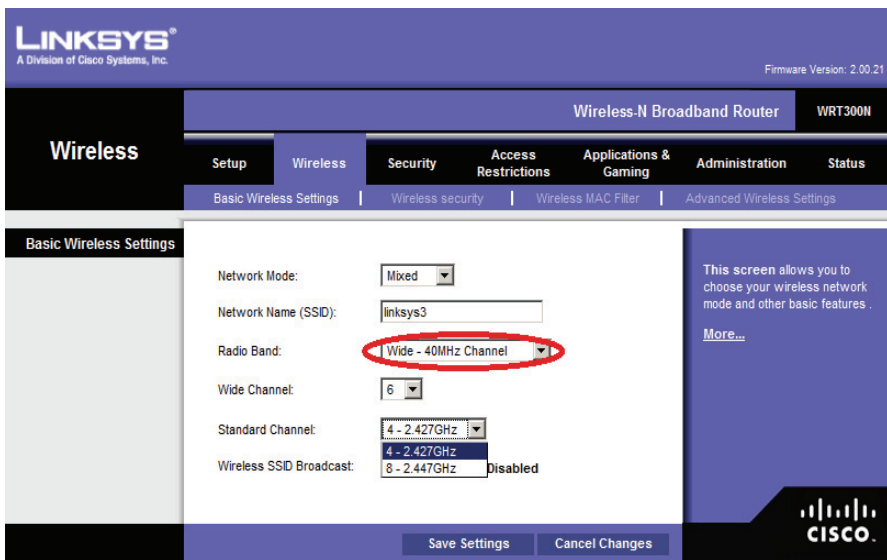 LINKSYS®
A Division of Cisco Systems, Inc.
Firmware Version: 2.00.21
Wireless-N Broadband Router WRT300N
Wireless
Setup Wireless Security Access Restrictions Applications & Gaming Administration Status
Basic Wireless Settings | Wireless security | Wireless MAC Filter | Advanced Wireless Settings
Basic Wireless Settings
Network Mode: Mixed
Network Name (SSID): linksys3
Radio Band: Wide - 40MHz Channel
Wide Channel: 6
Standard Channel: 4 - 2.427GHz
4 - 2.427GHz
8 - 2.447GHz
Wireless SSID Broadcast: Disabled
This screen allows you to
choose your wireless network
mode and other basic features .
More...
Save Settings Cancel Changes
CISCO.